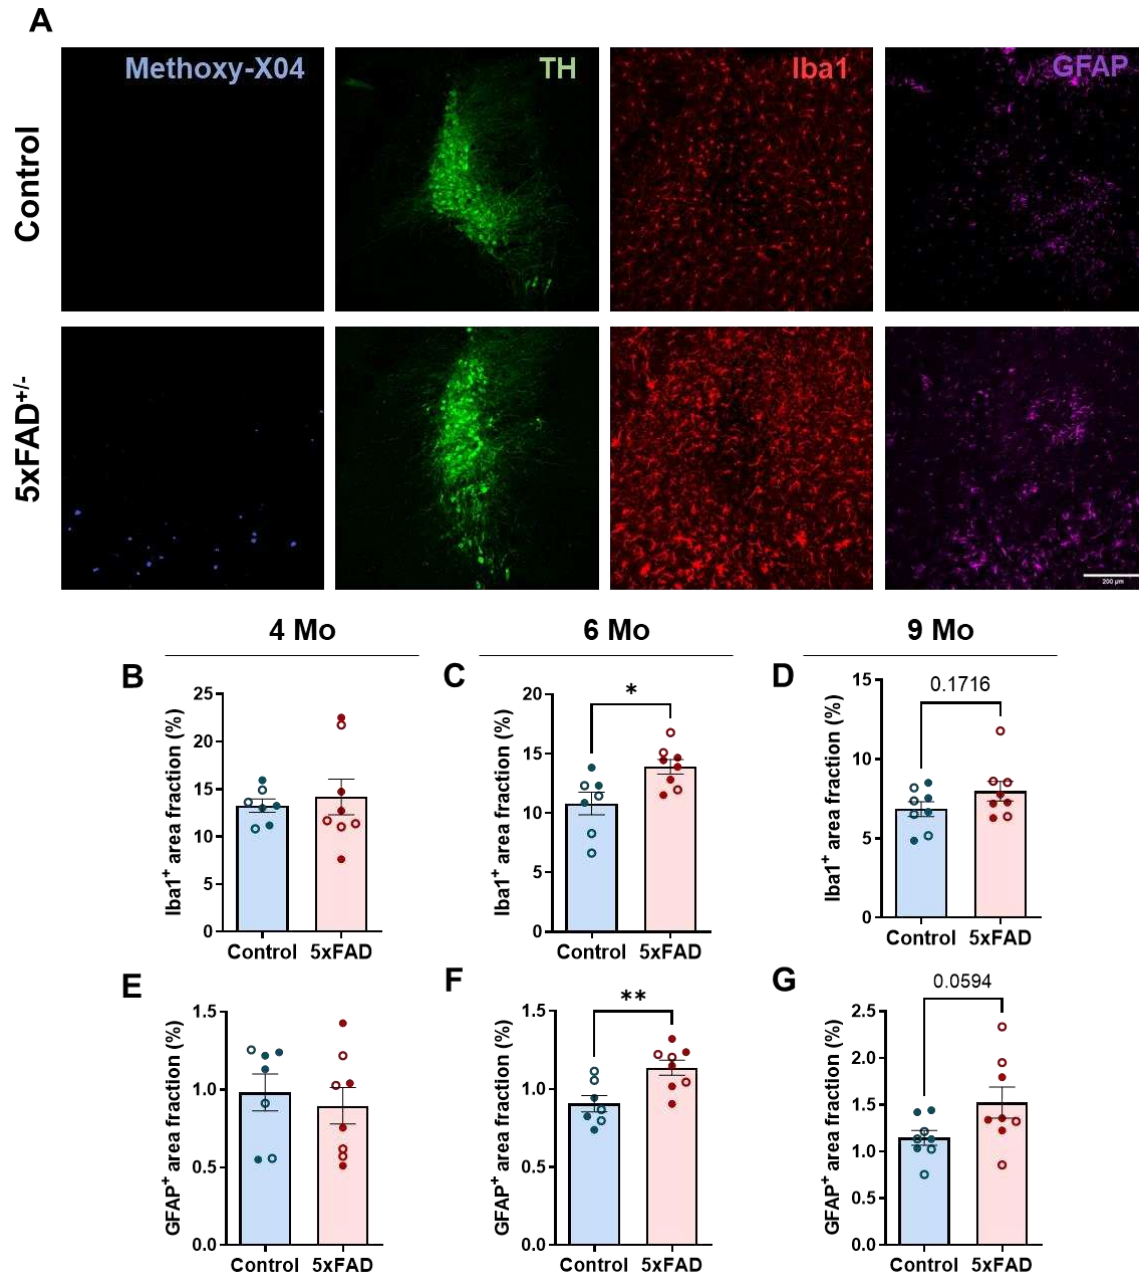 A
Methoxy-X04 TH Iba1 GFAP
Control
5xFAD+/-
200 µm
4 Mo 6 Mo 9 Mo
B
Iba1+ area fraction (%)
25
20
15
10
5
0
Control 5xFAD
C
Iba1+ area fraction (%)
20
15
10
5
0
*
Control 5xFAD
D
Iba1+ area fraction (%)
15
10
5
0
0.1716
Control 5xFAD
E
GFAP+ area fraction (%)
1.5
1.0
0.5
0.0
Control 5xFAD
F
GFAP+ area fraction (%)
1.5
1.0
0.5
0.0
**
Control 5xFAD
G
GFAP+ area fraction (%)
2.5
2.0
1.5
1.0
0.5
0.0
0.0594
Control 5xFAD